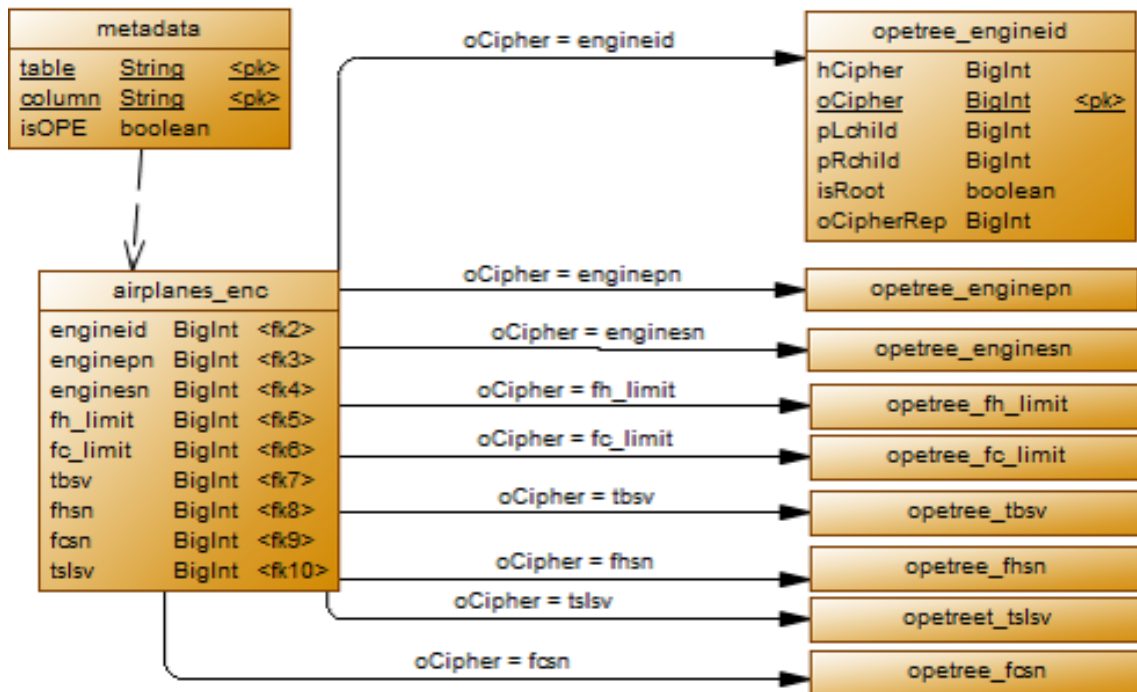 metadata
table String <pk>
column String <pk>
isOPE boolean
oCipher = engineid
opetree_engineid
hCipher BigInt
oCipher BigInt <pk>
pLchild BigInt
pRchild BigInt
isRoot boolean
oCipherRep BigInt
airplanes_enc
engineid BigInt <fk2>
enginepn BigInt <fk3>
enginesn BigInt <fk4>
fh_limit BigInt <fk5>
fc_limit BigInt <fk6>
tbsv BigInt <fk7>
fhsn BigInt <fk8>
fcsn BigInt <fk9>
tslsv BigInt <fk10>
oCipher = enginepn
opetree_enginepn
oCipher = enginesn
opetree_enginesn
oCipher = fh_limit
opetree_fh_limit
oCipher = fc_limit
opetree_fc_limit
oCipher = tbsv
opetree_tbsv
oCipher = fhsn
opetree_fhsn
oCipher = tslsv
opetreet_tslsv
oCipher = fcsn
opetree_fcsn